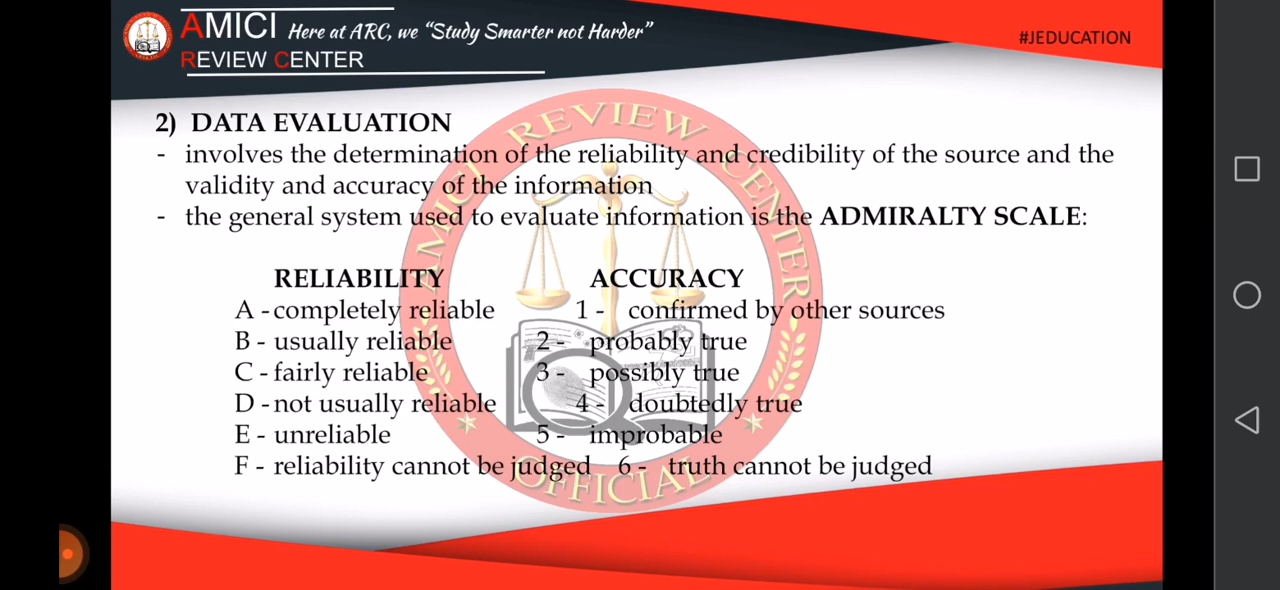 AMICI Here at ARC, we "Study Smarter not Harder"
REVIEW CENTER
#JEDUCATION
2) DATA EVALUATION
- involves the determination of the reliability and credibility of the source and the
validity and accuracy of the information
- the general system used to evaluate information is the ADMIRALTY SCALE:
RELIABILITY ACCURACY
A - completely reliable 1 - confirmed by other sources
B - usually reliable 2 - probably true
C - fairly reliable 3 - possibly true
D - not usually reliable 4 - doubtedly true
E - unreliable 5 - improbable
F - reliability cannot be judged 6 - truth cannot be judged
AMICI REVIEW CENTER
OFFICIAL